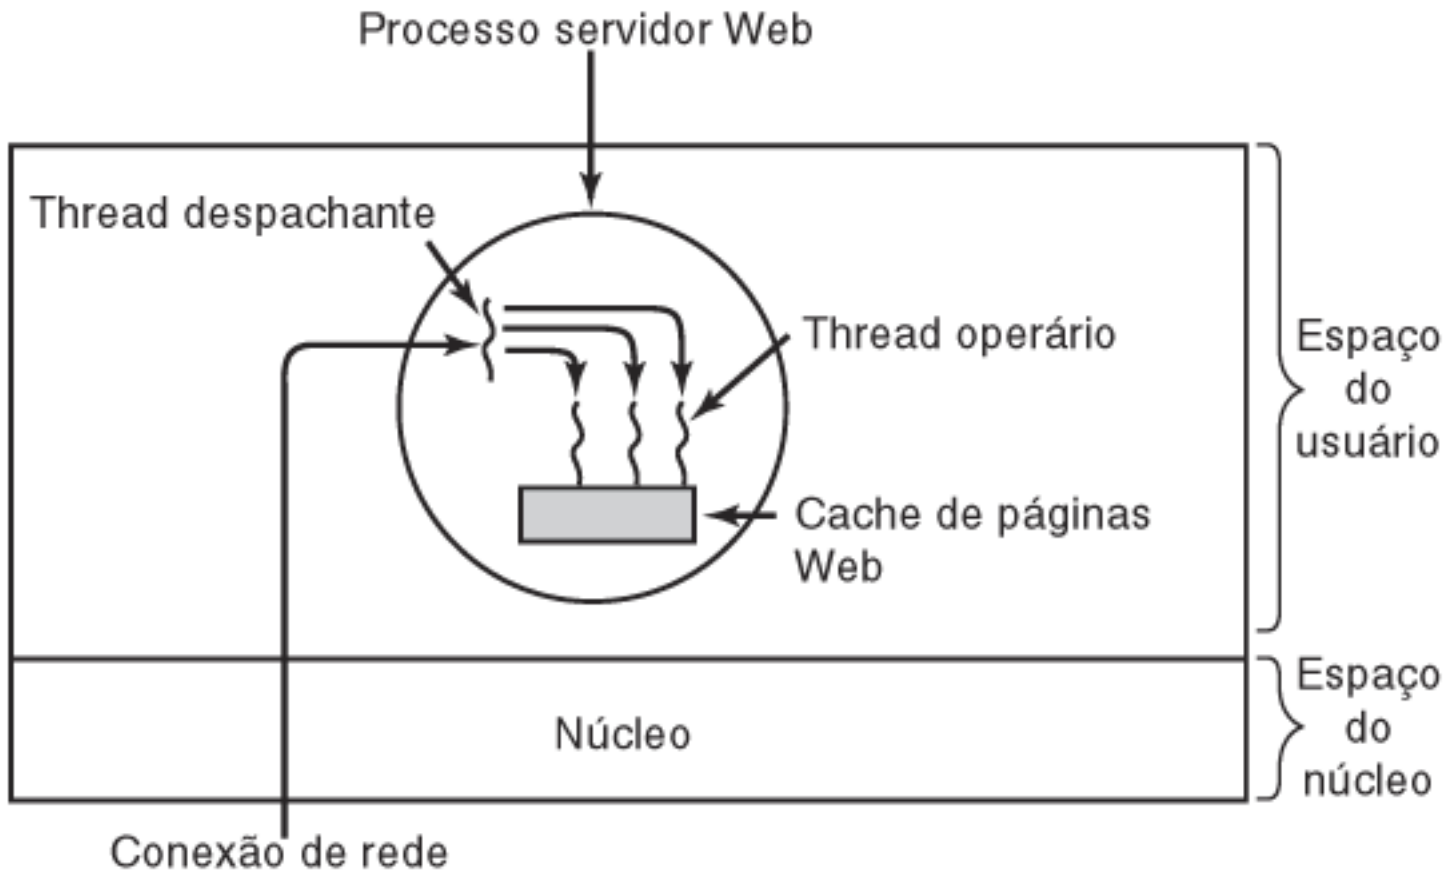 Processo servidor Web
Thread despachante
Thread operário
Espaço
do
usuário
Cache de páginas
Web
Espaço
do
núcleo
Núcleo
Conexão de rede